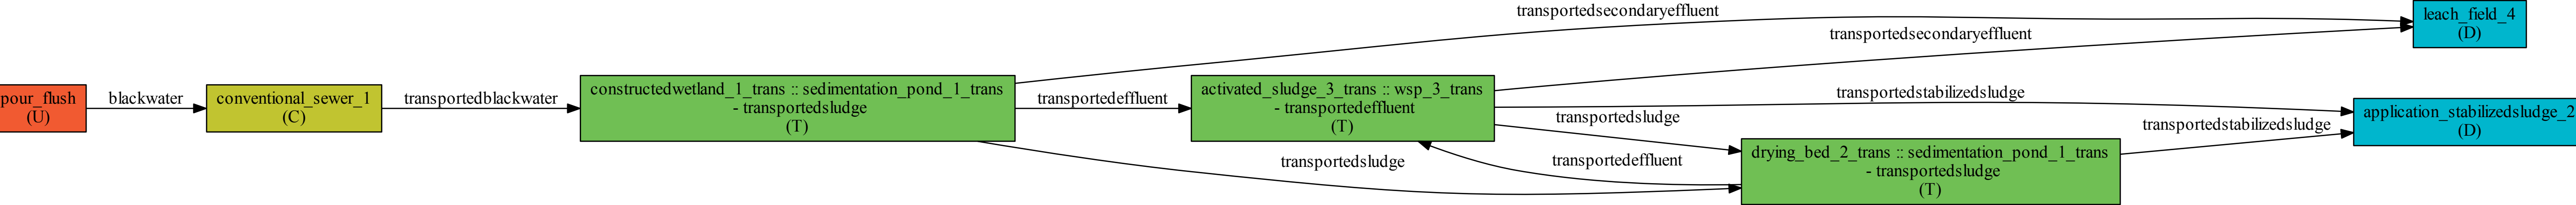 pour_flush
(U)
blackwater
conventional_sewer_1
(C)
transportedblackwater
constructedwetland_1_trans :: sedimentation_pond_1_trans
- transportedsludge
(T)
transportedsecondaryeffluent
transportedeffluent
transportedsludge
activated_sludge_3_trans :: wsp_3_trans
- transportedeffluent
(T)
transportedsecondaryeffluent
transportedstabilizedsludge
transportedsludge
transportedeffluent
drying_bed_2_trans :: sedimentation_pond_1_trans
- transportedsludge
(T)
transportedstabilizedsludge
leach_field_4
(D)
application_stabilizedsludge_2
(D)